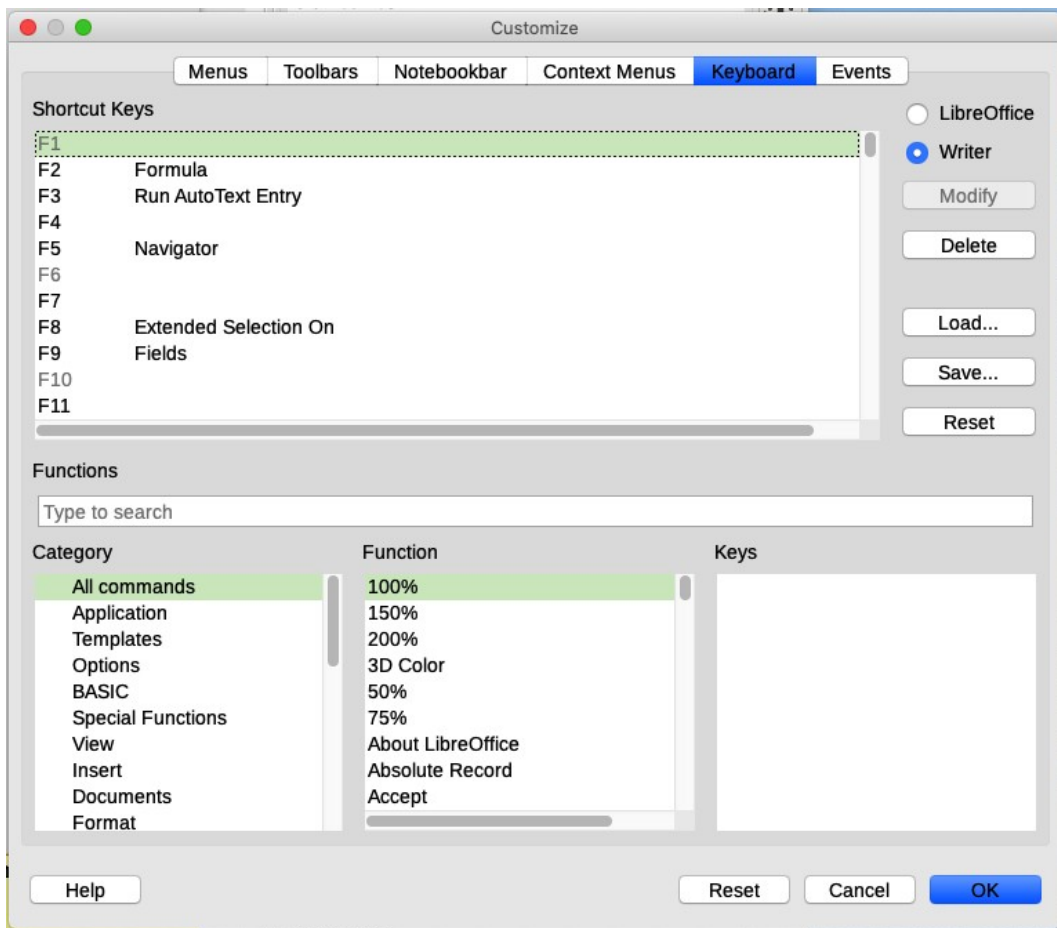 Customize
Menus Toolbars Notebookbar Context Menus Keyboard Events
Shortcut Keys
LibreOffice
Writer
Modify
Delete
Load...
Save...
Reset
F1
F2 Formula
F3 Run AutoText Entry
F4
F5 Navigator
F6
F7
F8 Extended Selection On
F9 Fields
F10
F11
Functions
Type to search
Category
All commands
Application
Templates
Options
BASIC
Special Functions
View
Insert
Documents
Format
Function
100%
150%
200%
3D Color
50%
75%
About LibreOffice
Absolute Record
Accept
Keys
Help Reset Cancel OK